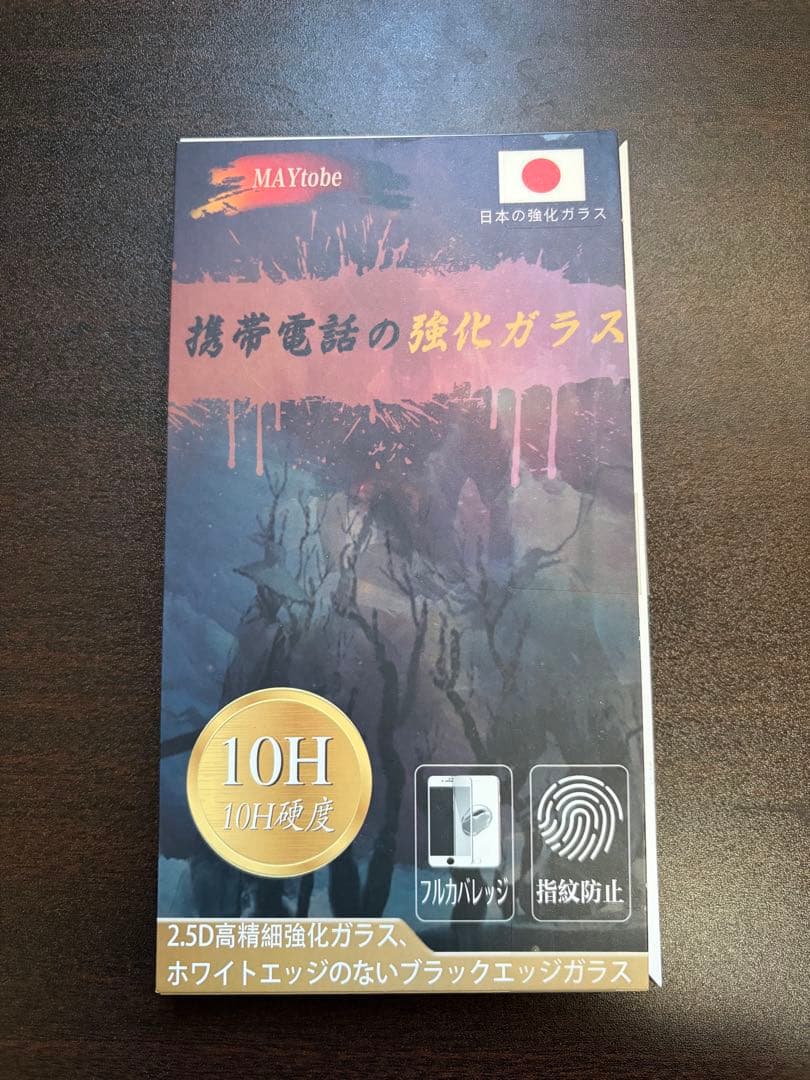 MAYtobe
日本の強化ガラス
携帯電話の強化ガラス
10H
10H硬度
フルカバレッジ
指紋防止
2.5D高精細強化ガラス、
ホワイトエッジのないブラックエッジガラス